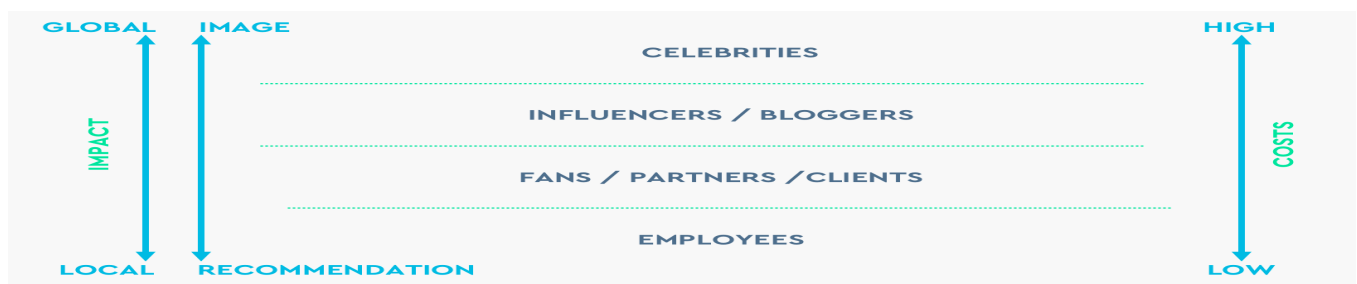 GLOBAL IMAGE HIGH
CELEBRITIES
INFLUENCERS / BLOGGERS
IMPACT
COSTS
FANS / PARTNERS /CLIENTS
EMPLOYEES
LOCAL RECOMMENDATION LOW